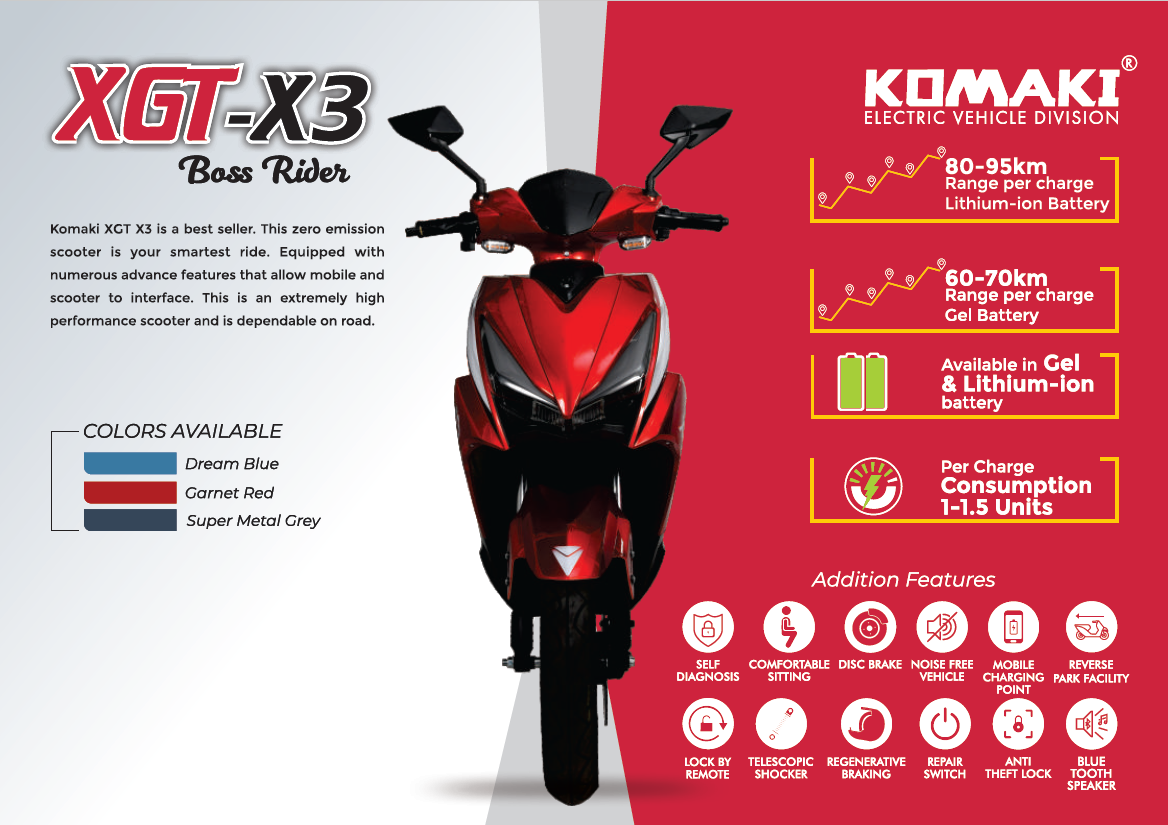 XGT-X3
Boss Rider
Komaki XGT X3 is a best seller. This zero emission
scooter is your smartest ride. Equipped with
numerous advance features that allow mobile and
scooter to interface. This is an extremely high
performance scooter and is dependable on road.
COLORS AVAILABLE
Dream Blue
Garnet Red
Super Metal Grey
KOMAKI®
ELECTRIC VEHICLE DIVISION
80-95km
Range per charge
Lithium-ion Battery
60-70km
Range per charge
Gel Battery
Available in Gel
& Lithium-ion
battery
Per Charge
Consumption
1-1.5 Units
Addition Features
SELF
DIAGNOSIS
COMFORTABLE
SITTING
DISC BRAKE
NOISE FREE
VEHICLE
MOBILE
CHARGING
POINT
REVERSE
PARK FACILITY
LOCK BY
REMOTE
TELESCOPIC
SHOCKER
REGENERATIVE
BRAKING
REPAIR
SWITCH
ANTI
THEFT LOCK
BLUE
TOOTH
SPEAKER